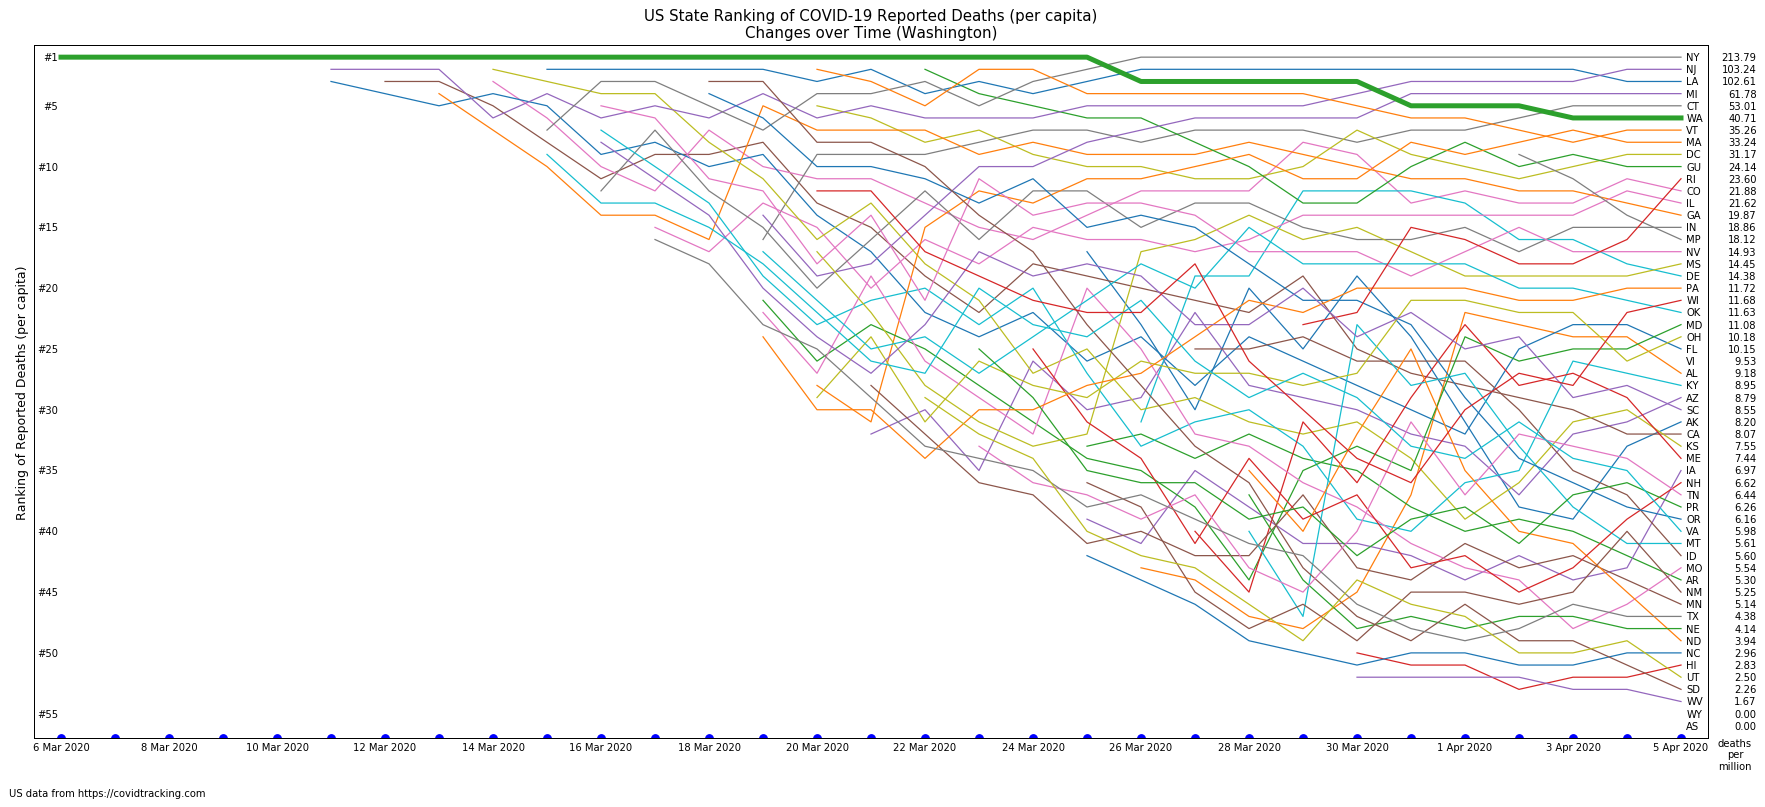 US State Ranking of COVID-19 Reported Deaths (per capita)
Changes over Time (Washington)
Ranking of Reported Deaths (per capita)
#1
#5
#10
#15
#20
#25
#30
#35
#40
#45
#50
#55
NY 213.79
NJ 103.24
LA 102.61
MI 61.78
CT 53.01
WA 40.71
VT 35.26
MA 33.24
DC 31.17
GU 24.14
RI 23.60
CO 21.88
IL 21.62
GA 19.87
IN 18.86
MP 18.12
NV 14.93
MS 14.45
DE 14.38
PA 11.72
WI 11.68
OK 11.63
MD 11.08
OH 10.18
FL 10.15
VI 9.53
AL 9.18
KY 8.95
AZ 8.79
SC 8.55
AK 8.20
CA 8.07
KS 7.55
ME 7.44
IA 6.97
NH 6.62
TN 6.44
PR 6.26
OR 6.16
VA 5.98
MT 5.61
ID 5.60
MO 5.54
AR 5.30
NM 5.25
MN 5.14
TX 4.38
NE 4.14
ND 3.94
NC 2.96
HI 2.83
UT 2.50
SD 2.26
WV 1.67
WY 0.00
AS 0.00
6 Mar 2020 8 Mar 2020 10 Mar 2020 12 Mar 2020 14 Mar 2020 16 Mar 2020 18 Mar 2020 20 Mar 2020 22 Mar 2020 24 Mar 2020 26 Mar 2020 28 Mar 2020 30 Mar 2020 1 Apr 2020 3 Apr 2020 5 Apr 2020
deaths
per
million
US data from https://covidtracking.com